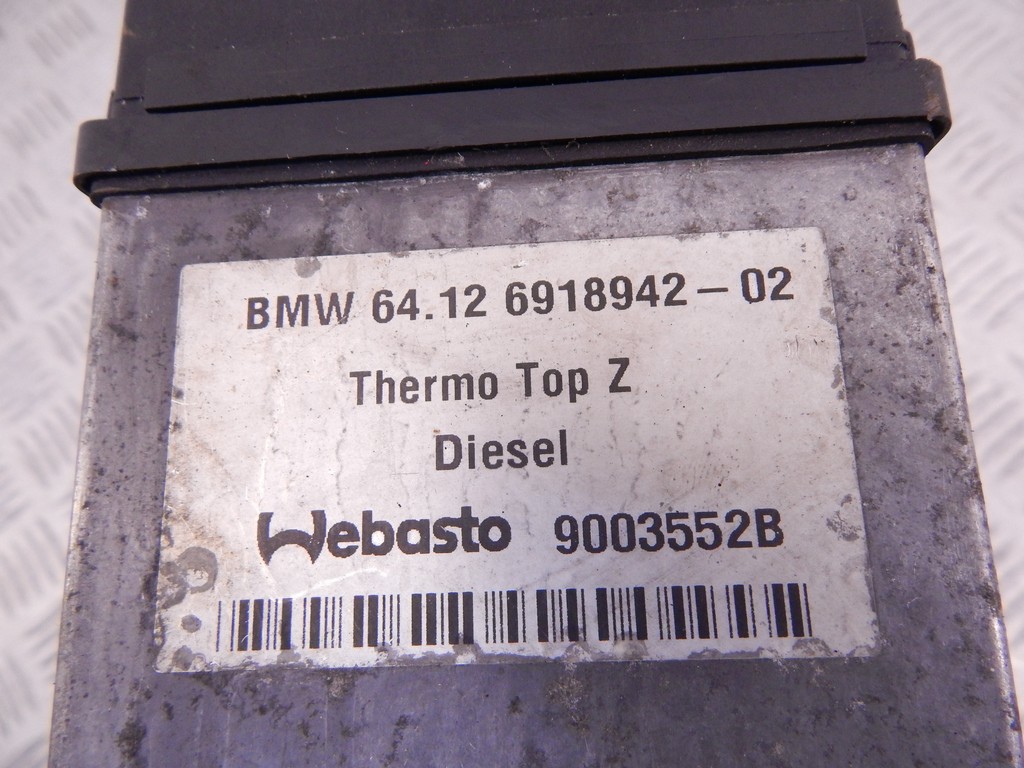 BMW 64.12 6918942-02
Thermo Top Z
Diesel
Webasto 9003552B